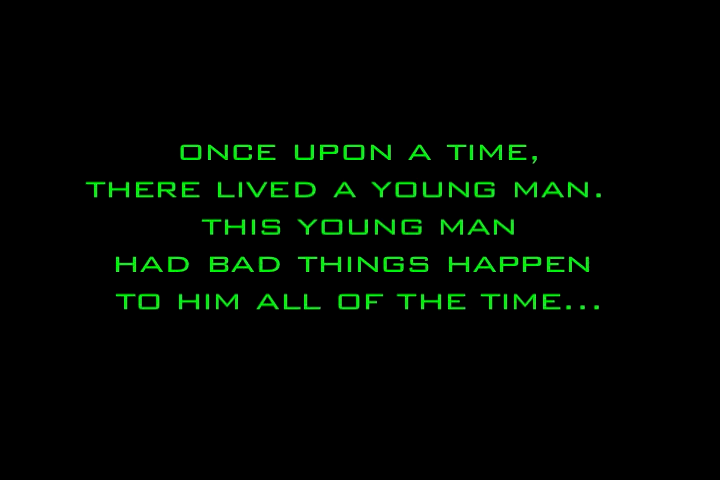 ONCE UPON A TIME,
THERE LIVED A YOUNG MAN.
THIS YOUNG MAN
HAD BAD THINGS HAPPEN
TO HIM ALL OF THE TIME...